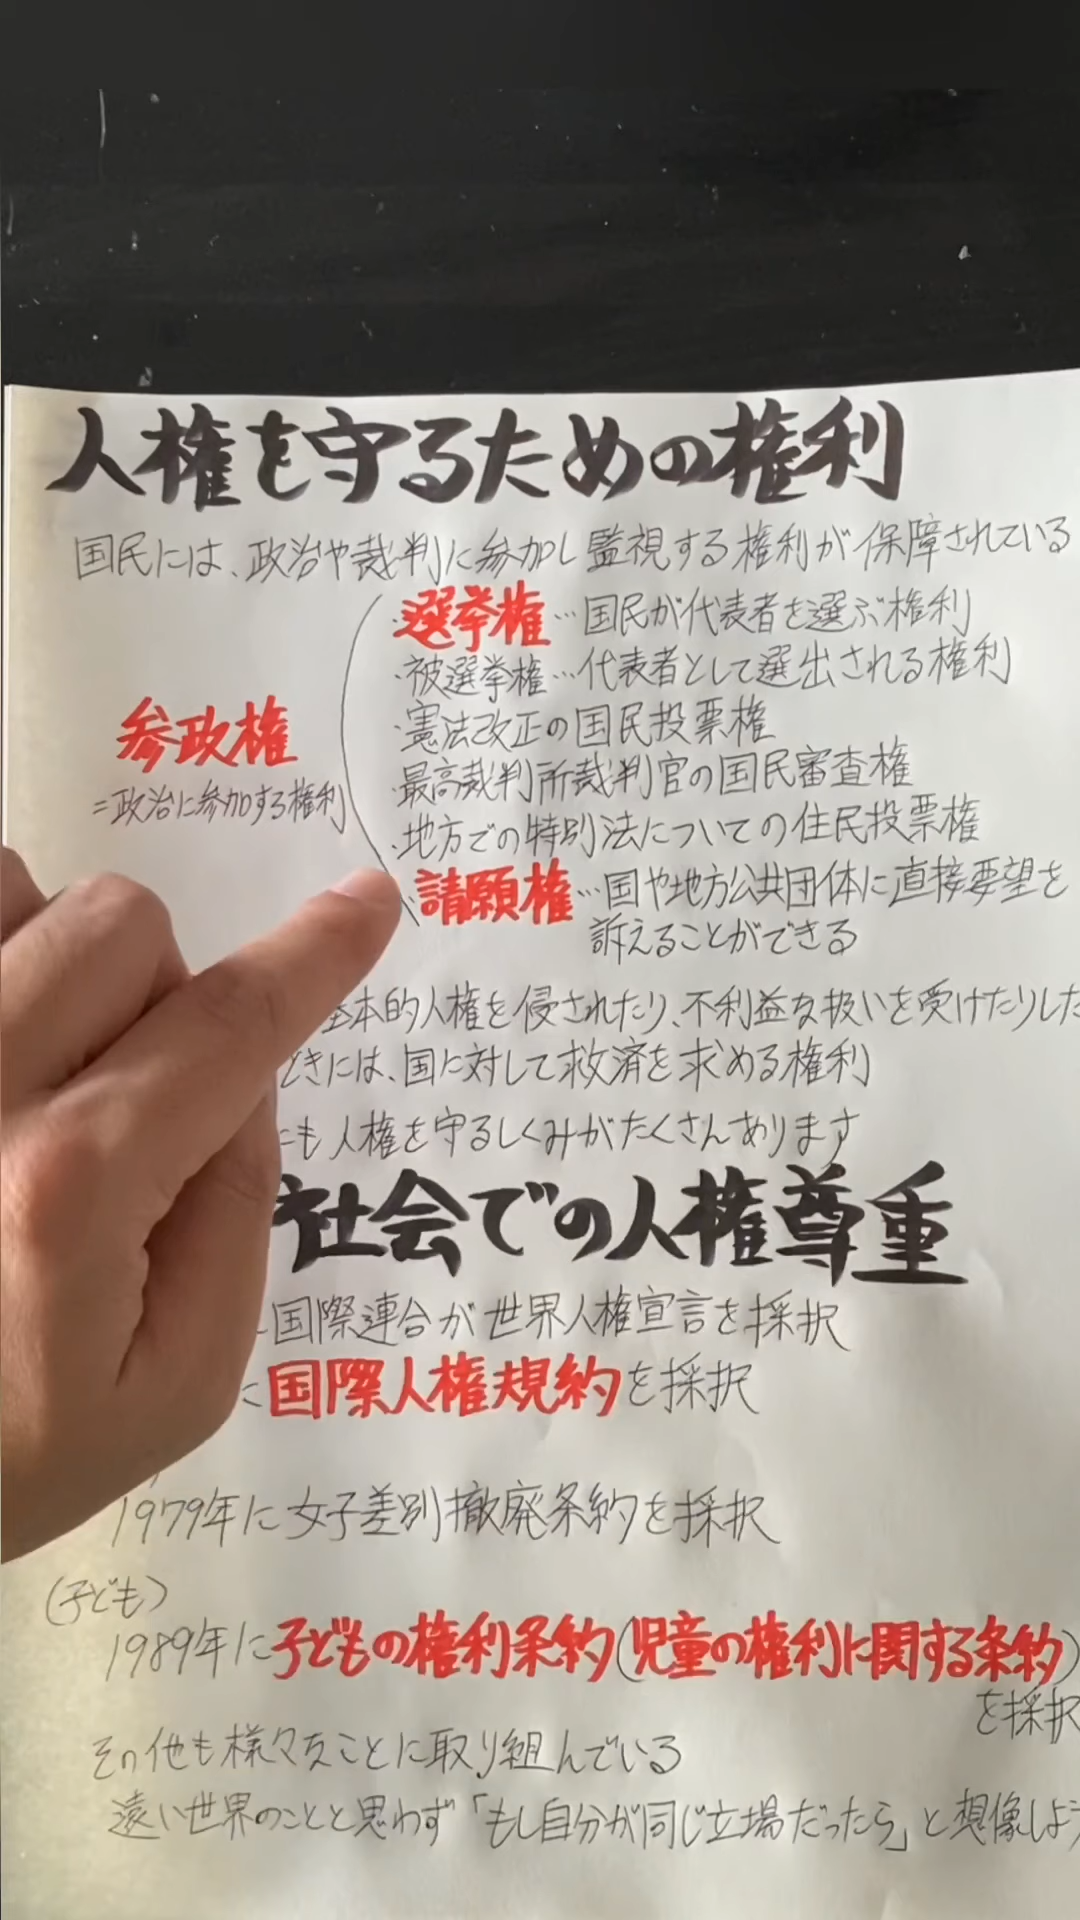 人権を守るための権利
国民には、政治や裁判に参加し監視する権利が保障されている
参政権
=政治に参加する権利
・選挙権…国民が代表者を選ぶ権利
・被選挙権…代表者として選出される権利
・憲法改正の国民投票権
・最高裁判所裁判官の国民審査権
・地方での特別法についての住民投票権
・請願権…国や地方公共団体に直接要望を
訴えることができる
基本的人権を侵されたり、不利益な扱いを受けたりした
ときには、国に対して救済を求める権利
にも人権を守るしくみがたくさんあります
社会での人権尊重
国際連合が世界人権宣言を採択
に国際人権規約を採択
1979年に女子差別撤廃条約を採択
(子ども)
1989年に子どもの権利条約(児童の権利に関する条約)
を採択
その他も様々なことに取り組んでいる
遠い世界のことと思わず「もし自分が同じ立場だったら」と想像しよう